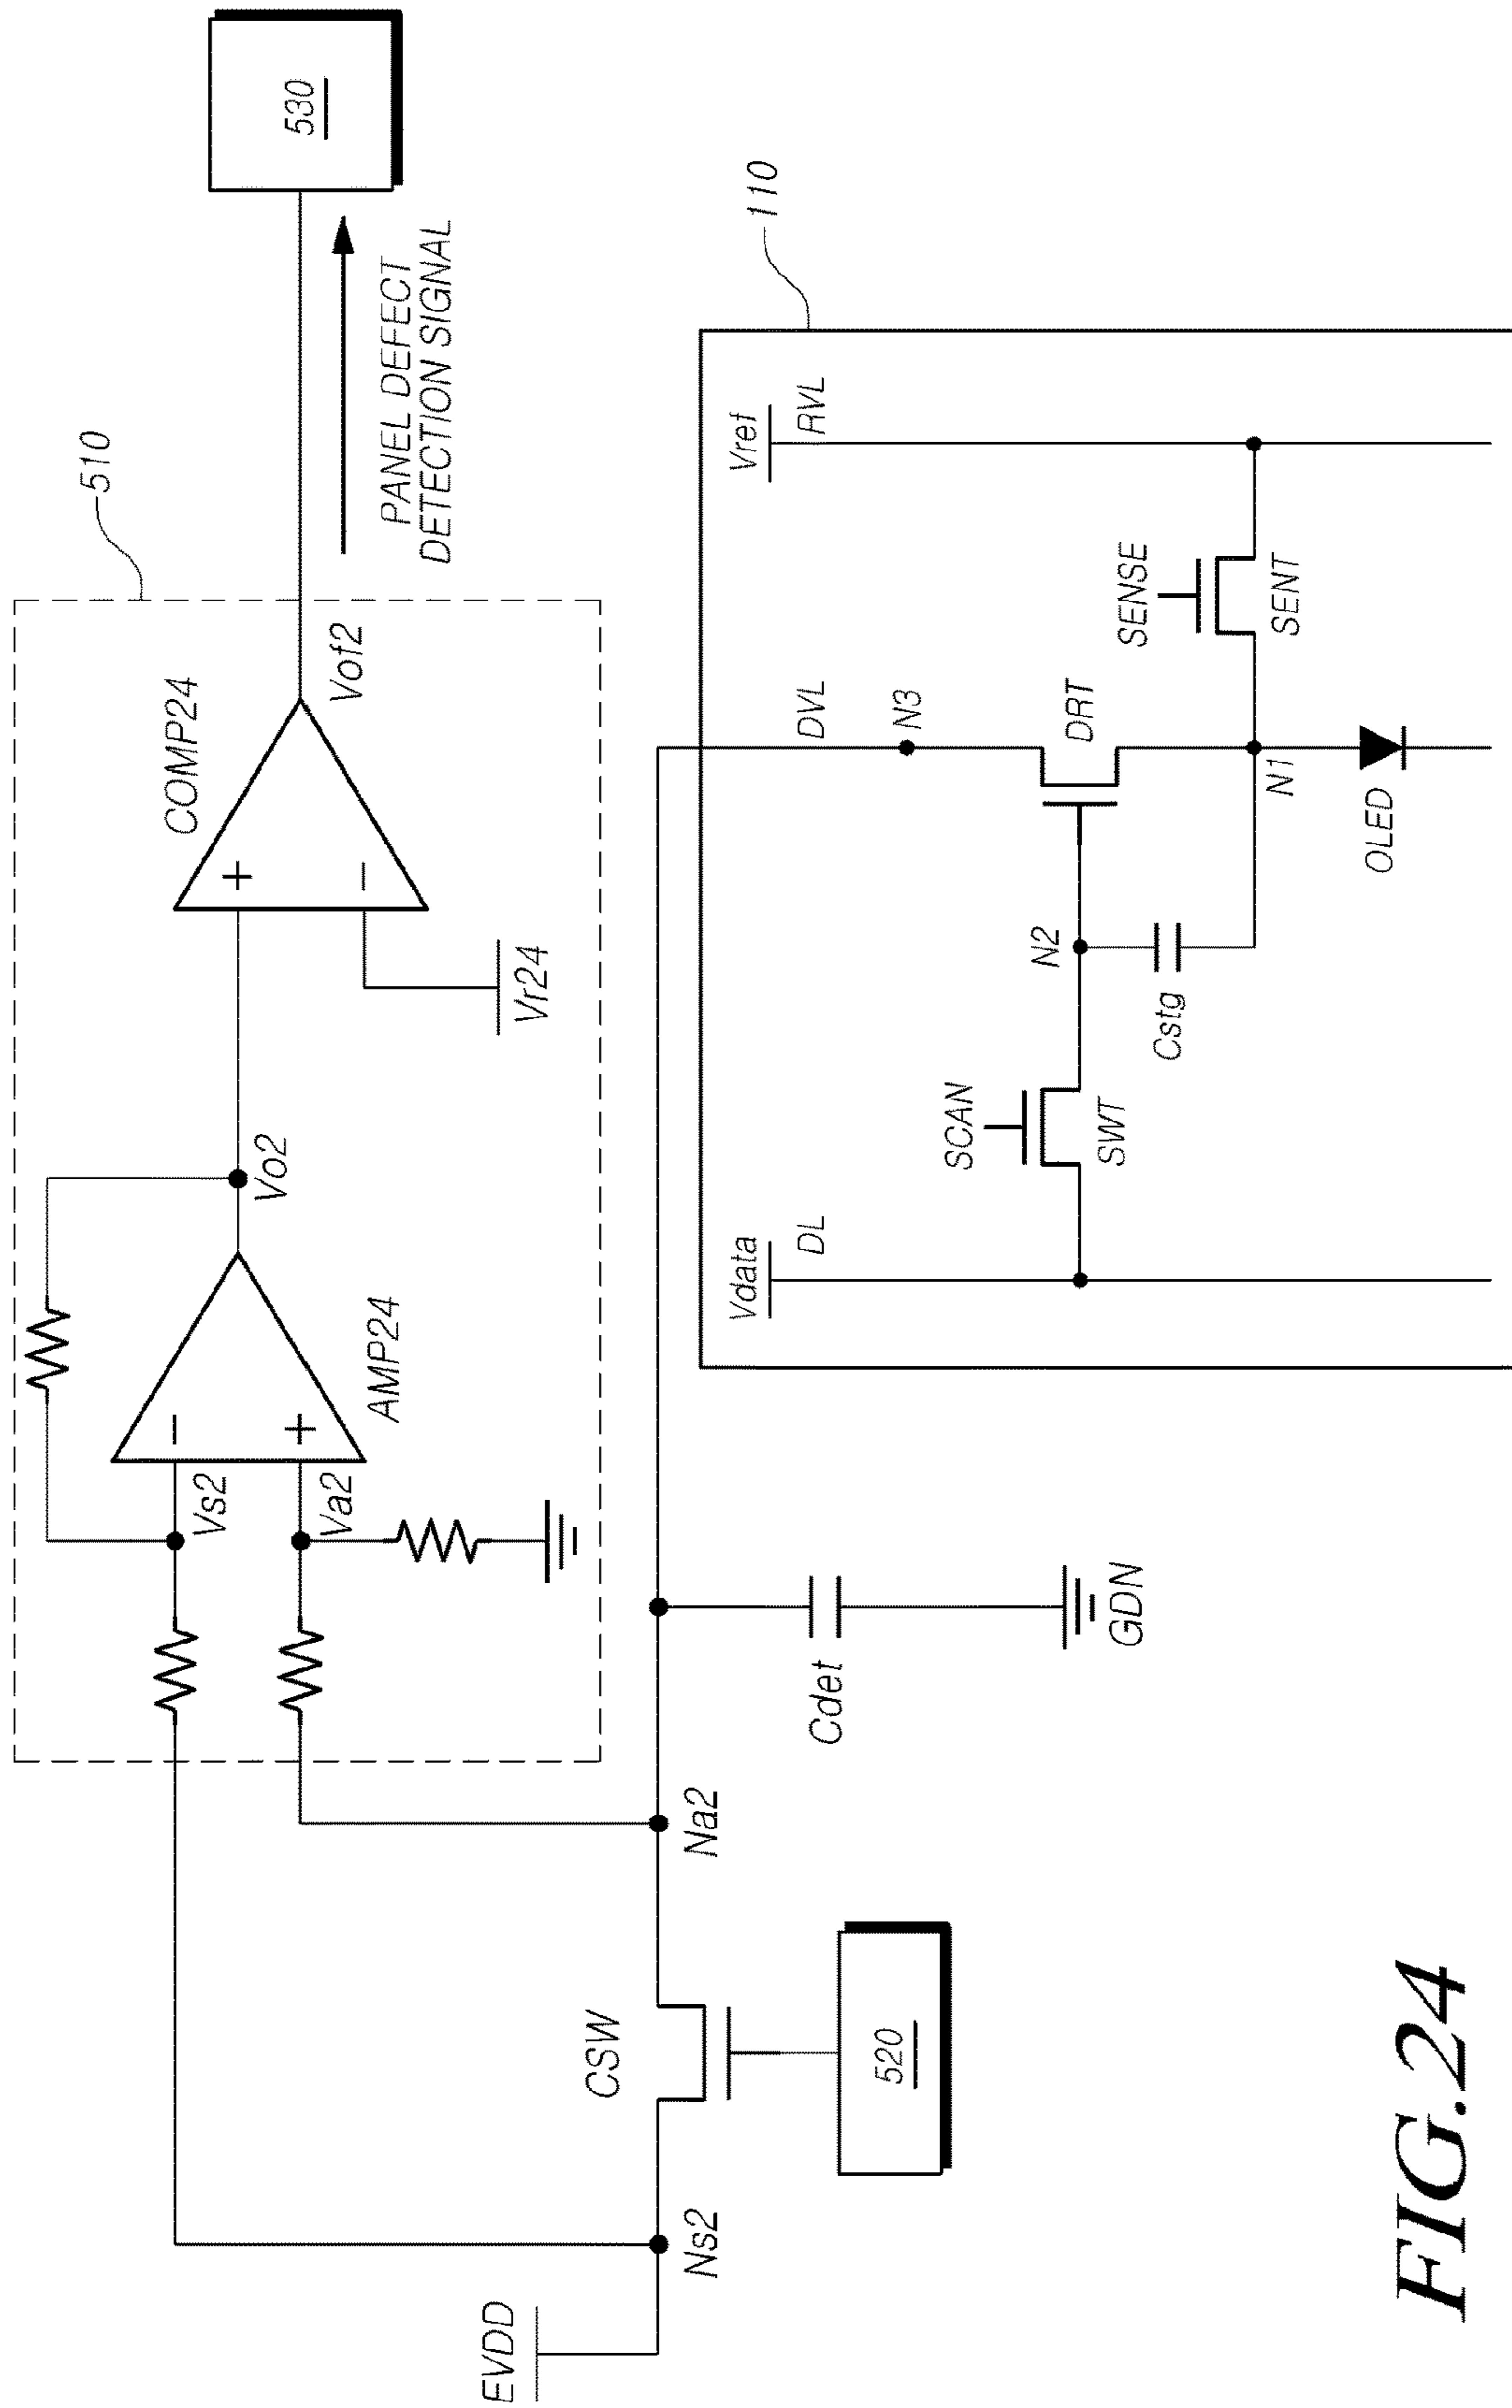 510
530
COMP24
Vof2
+
−
Vr24
PANEL DEFECT
DETECTION SIGNAL
Vo2
AMP24
−
+
Vs2
Va2
EVDD
Ns2
CSW
Na2
520
Cdet
GDN
110
Vdata
DL
DVL
Vref
RVL
N3
SCAN
SWT
N2
DRT
SENSE
SENT
Cstg
N1
OLED
FIG.24